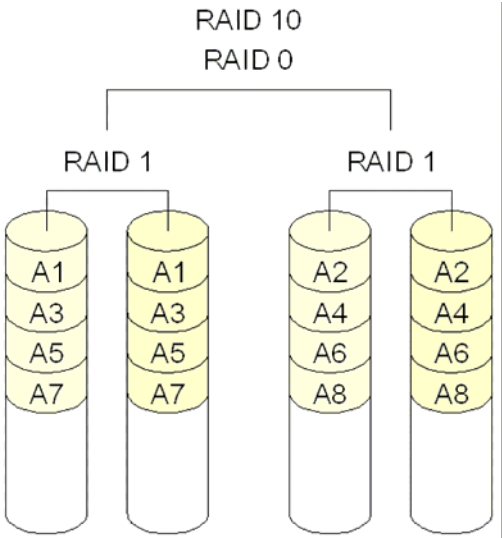 RAID 10
RAID 0
RAID 1 RAID 1
A1 A1 A2 A2
A3 A3 A4 A4
A5 A5 A6 A6
A7 A7 A8 A8